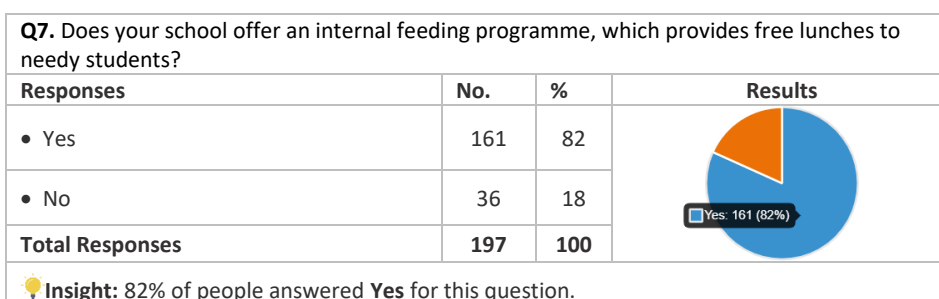 Q7. Does your school offer an internal feeding programme, which provides free lunches to
needy students?
Responses No. % Results
• Yes 161 82
• No 36 18
Yes: 161 (82%)
Total Responses 197 100
Insight: 82% of people answered Yes for this question.